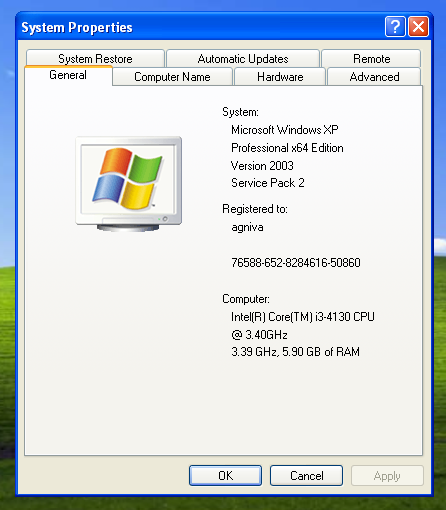 System Properties
System Restore
Automatic Updates
Remote
General
Computer Name
Hardware
Advanced
System:
Microsoft Windows XP
Professional x64 Edition
Version 2003
Service Pack 2
Registered to:
agniva
76588-652-8284616-50860
Computer:
Intel(R) Core(TM) i3-4130 CPU
@ 3.40GHz
3.39 GHz, 5.90 GB of RAM
OK
Cancel
Apply